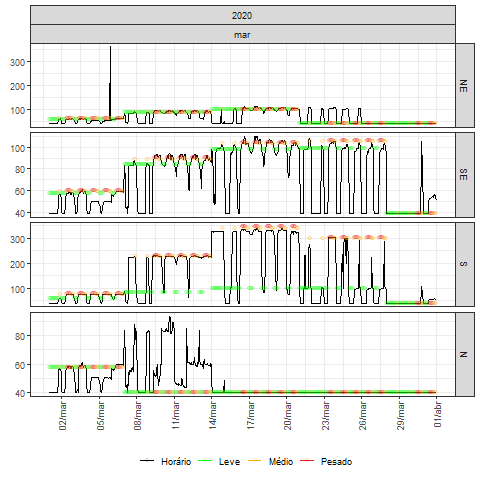 2020
mar
300
200
100
NE
100
80
60
40
SE
300
200
100
S
80
60
40
N
02/mar
05/mar
08/mar
11/mar
14/mar
17/mar
20/mar
23/mar
26/mar
29/mar
01/abr
Horário Leve Médio Pesado